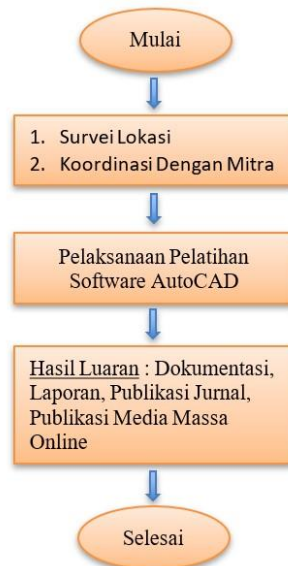 Mulai
1. Survei Lokasi
2. Koordinasi Dengan Mitra
Pelaksanaan Pelatihan
Software AutoCAD
Hasil Luaran : Dokumentasi,
Laporan, Publikasi Jurnal,
Publikasi Media Massa
Online
Selesai